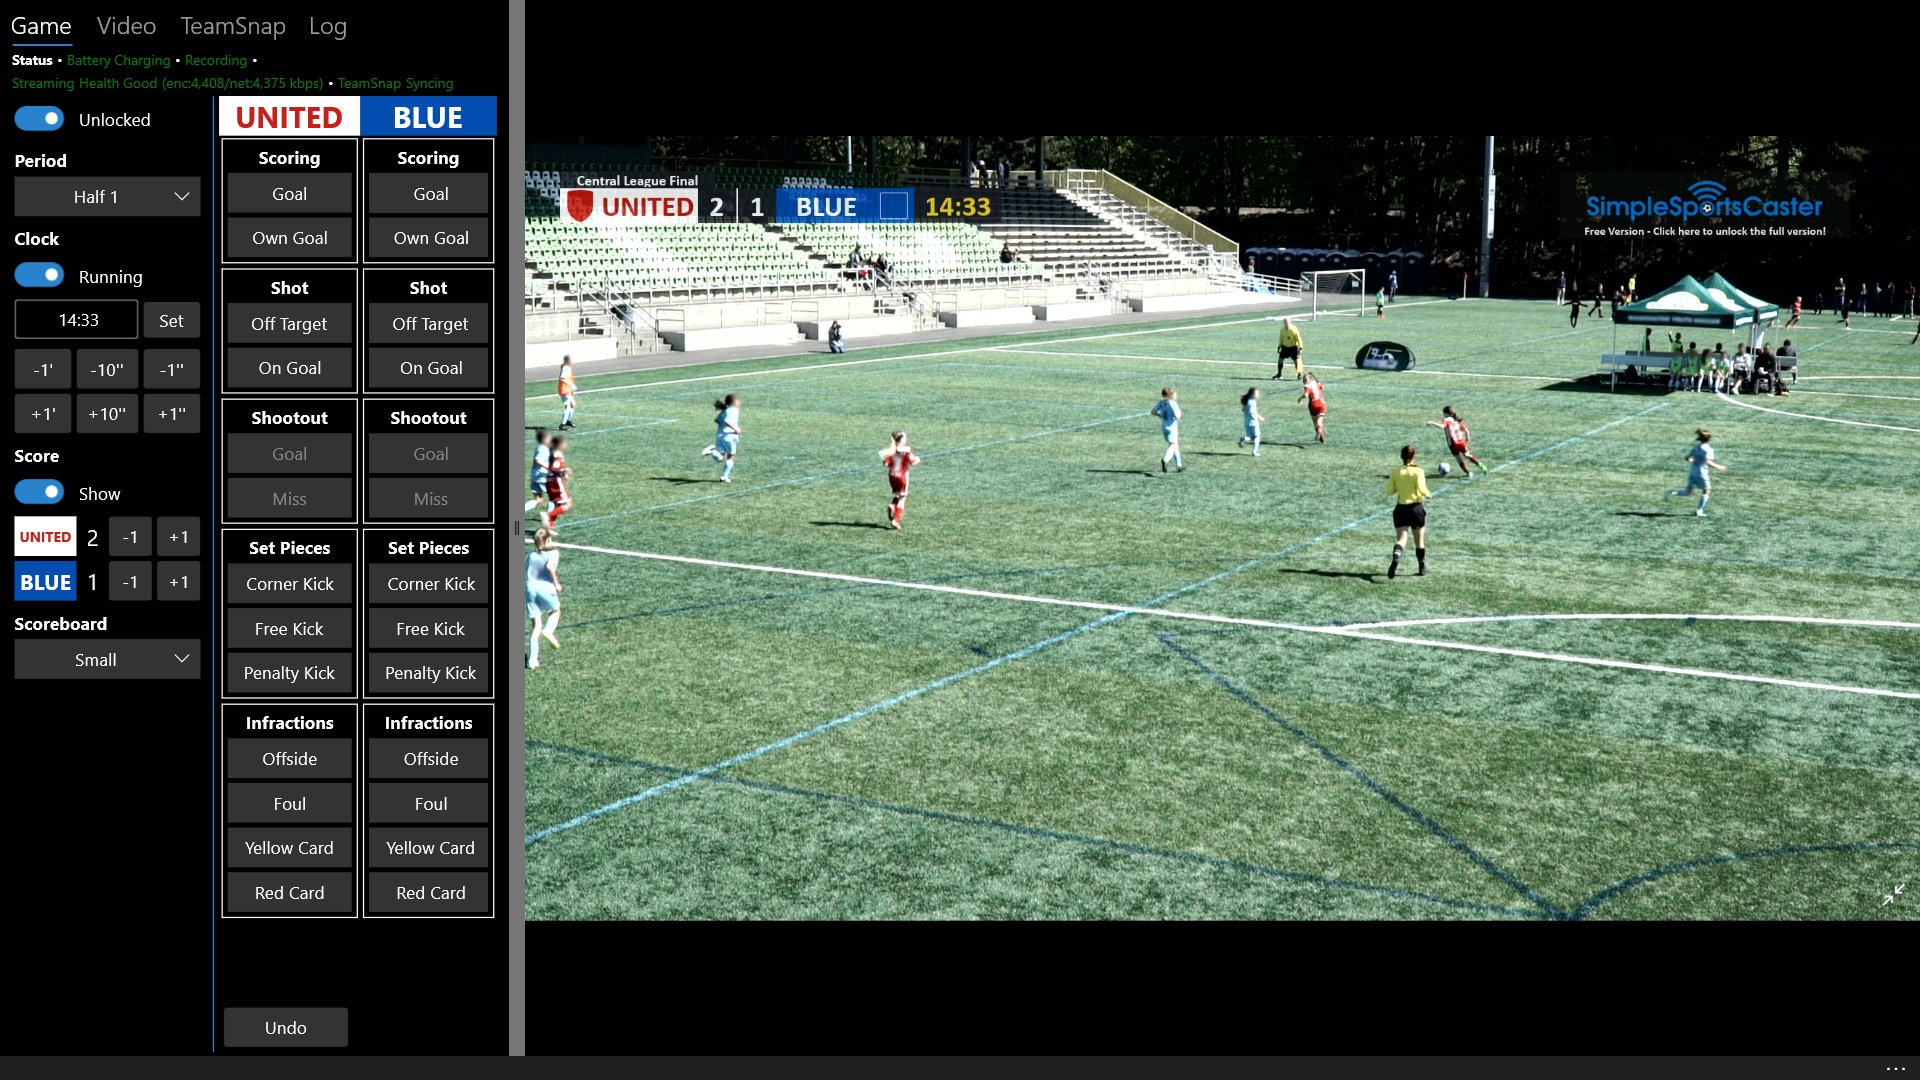 Game Video TeamSnap Log
Status • Battery Charging • Recording •
Streaming Health Good (enc:4,408/net:4,375 kbps) • TeamSnap Syncing
Unlocked
Period
Half 1
Clock
Running
14:33 Set
-1' -10'' -1''
+1' +10'' +1''
Score
Show
UNITED 2 -1 +1
BLUE 1 -1 +1
Scoreboard
Small
UNITED BLUE
Scoring Scoring
Goal Goal
Own Goal Own Goal
Shot Shot
Off Target Off Target
On Goal On Goal
Shootout Shootout
Goal Goal
Miss Miss
Set Pieces Set Pieces
Corner Kick Corner Kick
Free Kick Free Kick
Penalty Kick Penalty Kick
Infractions Infractions
Offside Offside
Foul Foul
Yellow Card Yellow Card
Red Card Red Card
Undo
Central League Final
UNITED 2 1 BLUE 14:33
SimpleSportsCaster
Free Version - Click here to unlock the full version!